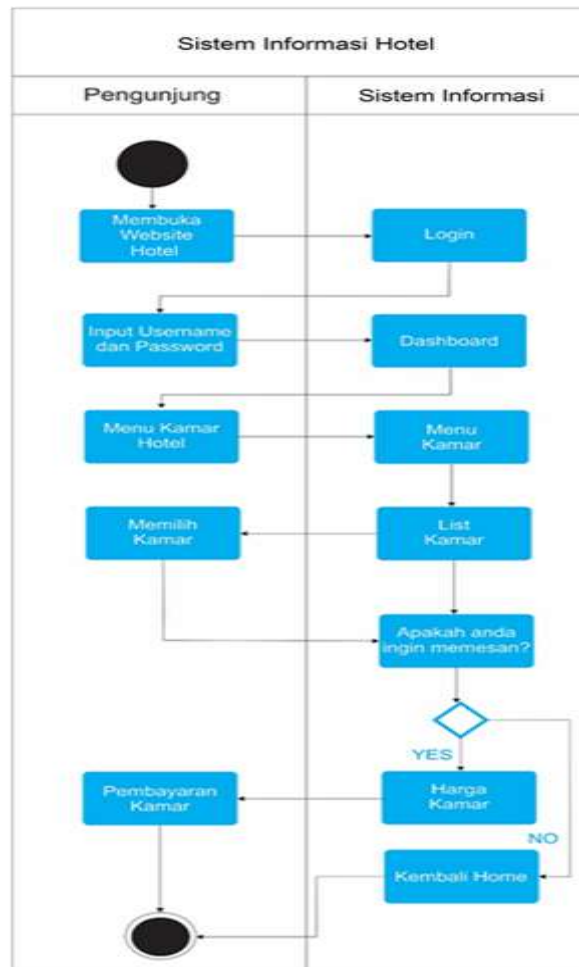 Sistem Informasi Hotel
Pengunjung
Sistem Informasi
Membuka
Website
Hotel
Login
Input Username
dan Password
Dashboard
Menu Kamar
Hotel
Menu
Kamar
Memilih
Kamar
List
Kamar
Apakah anda
ingin memesan?
YES
Pembayaran
Kamar
Harga
Kamar
NO
Kembali Home